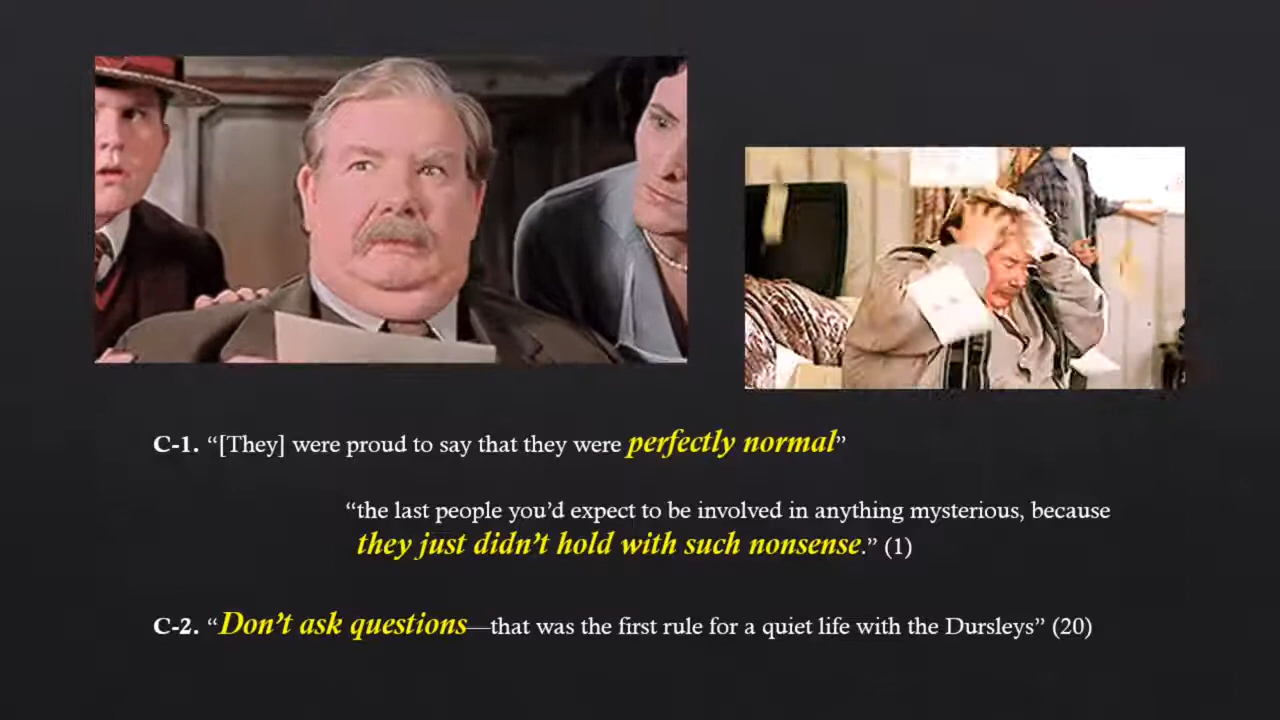 C-1. “[They] were proud to say that they were perfectly normal”
“the last people you’d expect to be involved in anything mysterious, because
they just didn’t hold with such nonsense.” (1)
C-2. “Don’t ask questions—that was the first rule for a quiet life with the Dursleys” (20)